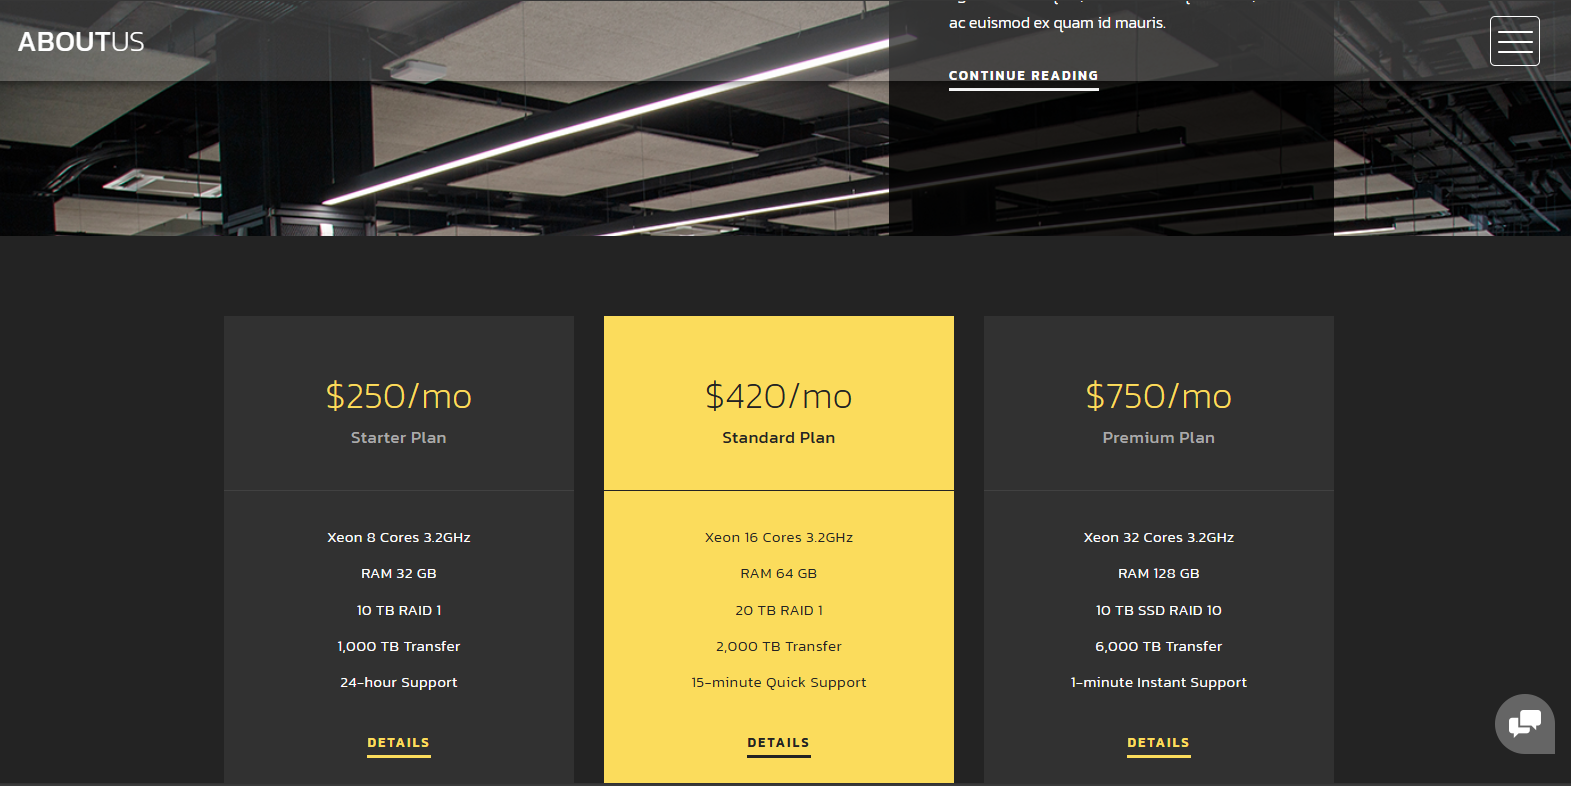 ac euismod ex quam id mauris.
ABOUTUS
CONTINUE READING
$250/mo
Starter Plan
Xeon 8 Cores 3.2GHz
RAM 32 GB
10 TB RAID 1
1,000 TB Transfer
24-hour Support
DETAILS
$420/mo
Standard Plan
Xeon 16 Cores 3.2GHz
RAM 64 GB
20 TB RAID 1
2,000 TB Transfer
15-minute Quick Support
DETAILS
$750/mo
Premium Plan
Xeon 32 Cores 3.2GHz
RAM 128 GB
10 TB SSD RAID 10
6,000 TB Transfer
1-minute Instant Support
DETAILS